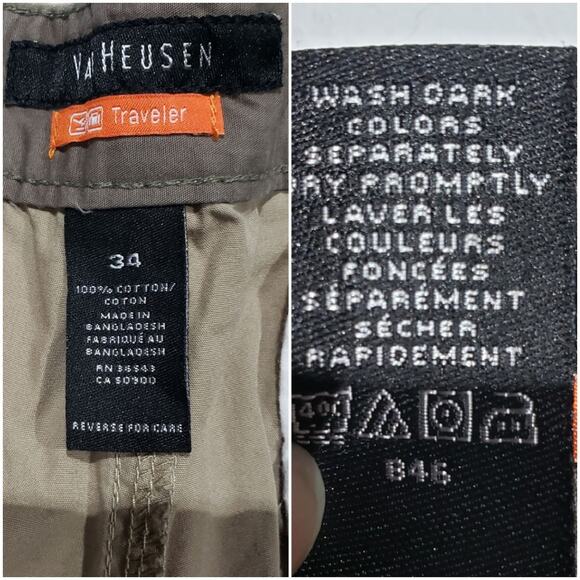 VAN HEUSEN
Traveler
34
100% COTTON/
COTON
MADE IN
BANGLADESH
FABRIQUÉ AU
BANGLADESH
RN 36543
CA 50900
REVERSE FOR CARE
WASH DARK
COLORS
SEPARATELY
DRY PROMPTLY
LAVER LES
COULEURS
FONCÉES
SÉPARÉMENT
SÉCHER
RAPIDEMENT
40C
846